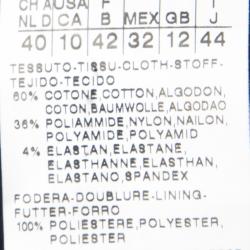 CH A USA F I
NL D CA B MEX GB J
40 10 42 32 12 44
TESSUTO-TISSU-CLOTH-STOFF-
TEJIDO-TECIDO
60% COTONE,COTTON,ALGODON,
COTON,BAUMWOLLE,ALGODAO
36% POLIAMMIDE,NYLON,NAILON,
POLYAMIDE,POLYAMID
4% ELASTAN,ELASTANE,
ELASTHANNE,ELASTHAN,
ELASTANO,SPANDEX
FODERA-DOUBLURE-LINING-
FUTTER-FORRO
100% POLIESTERE,POLYESTER,
POLIESTER